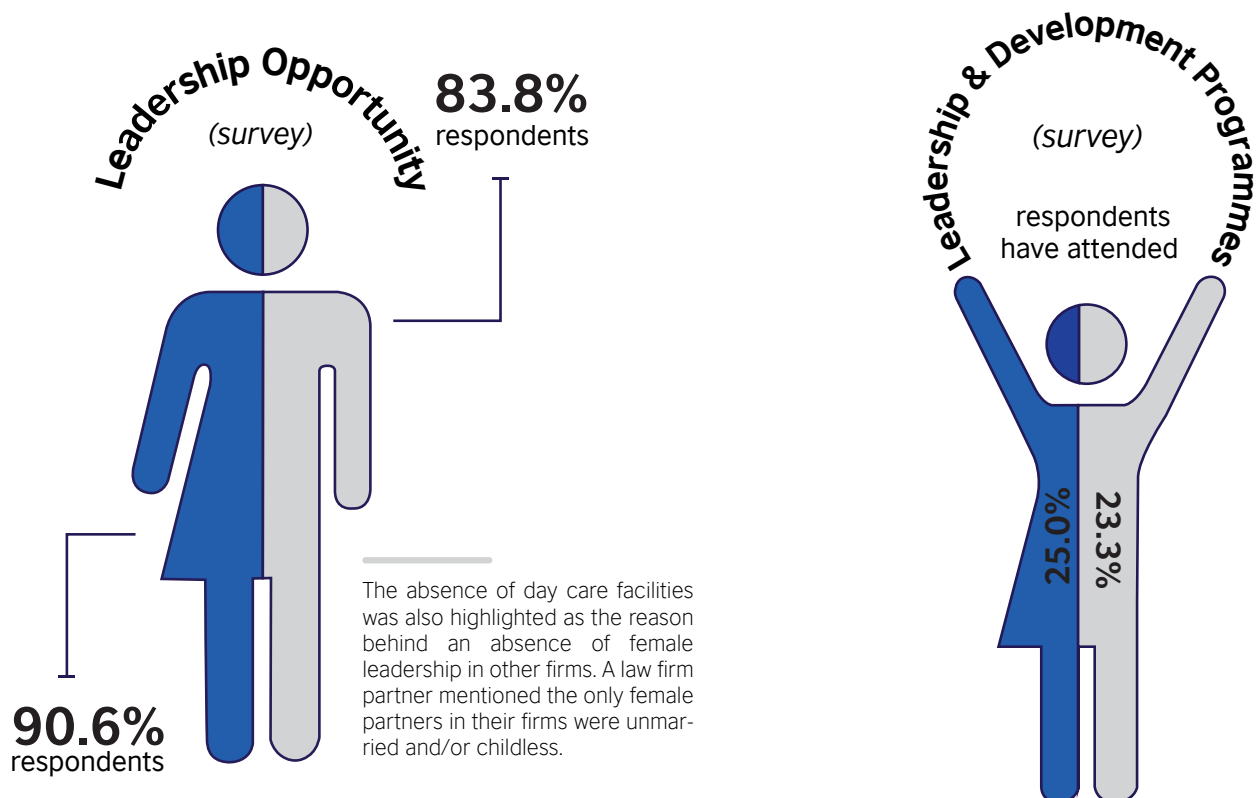 Leadership Opportunity
(survey)
83.8%
respondents
90.6%
respondents
The absence of day care facilities
was also highlighted as the reason
behind an absence of female
leadership in other firms. A law firm
partner mentioned the only female
partners in their firms were unmar-
ried and/or childless.
Leadership & Development Programmes
(survey)
respondents
have attended
25.0%
23.3%